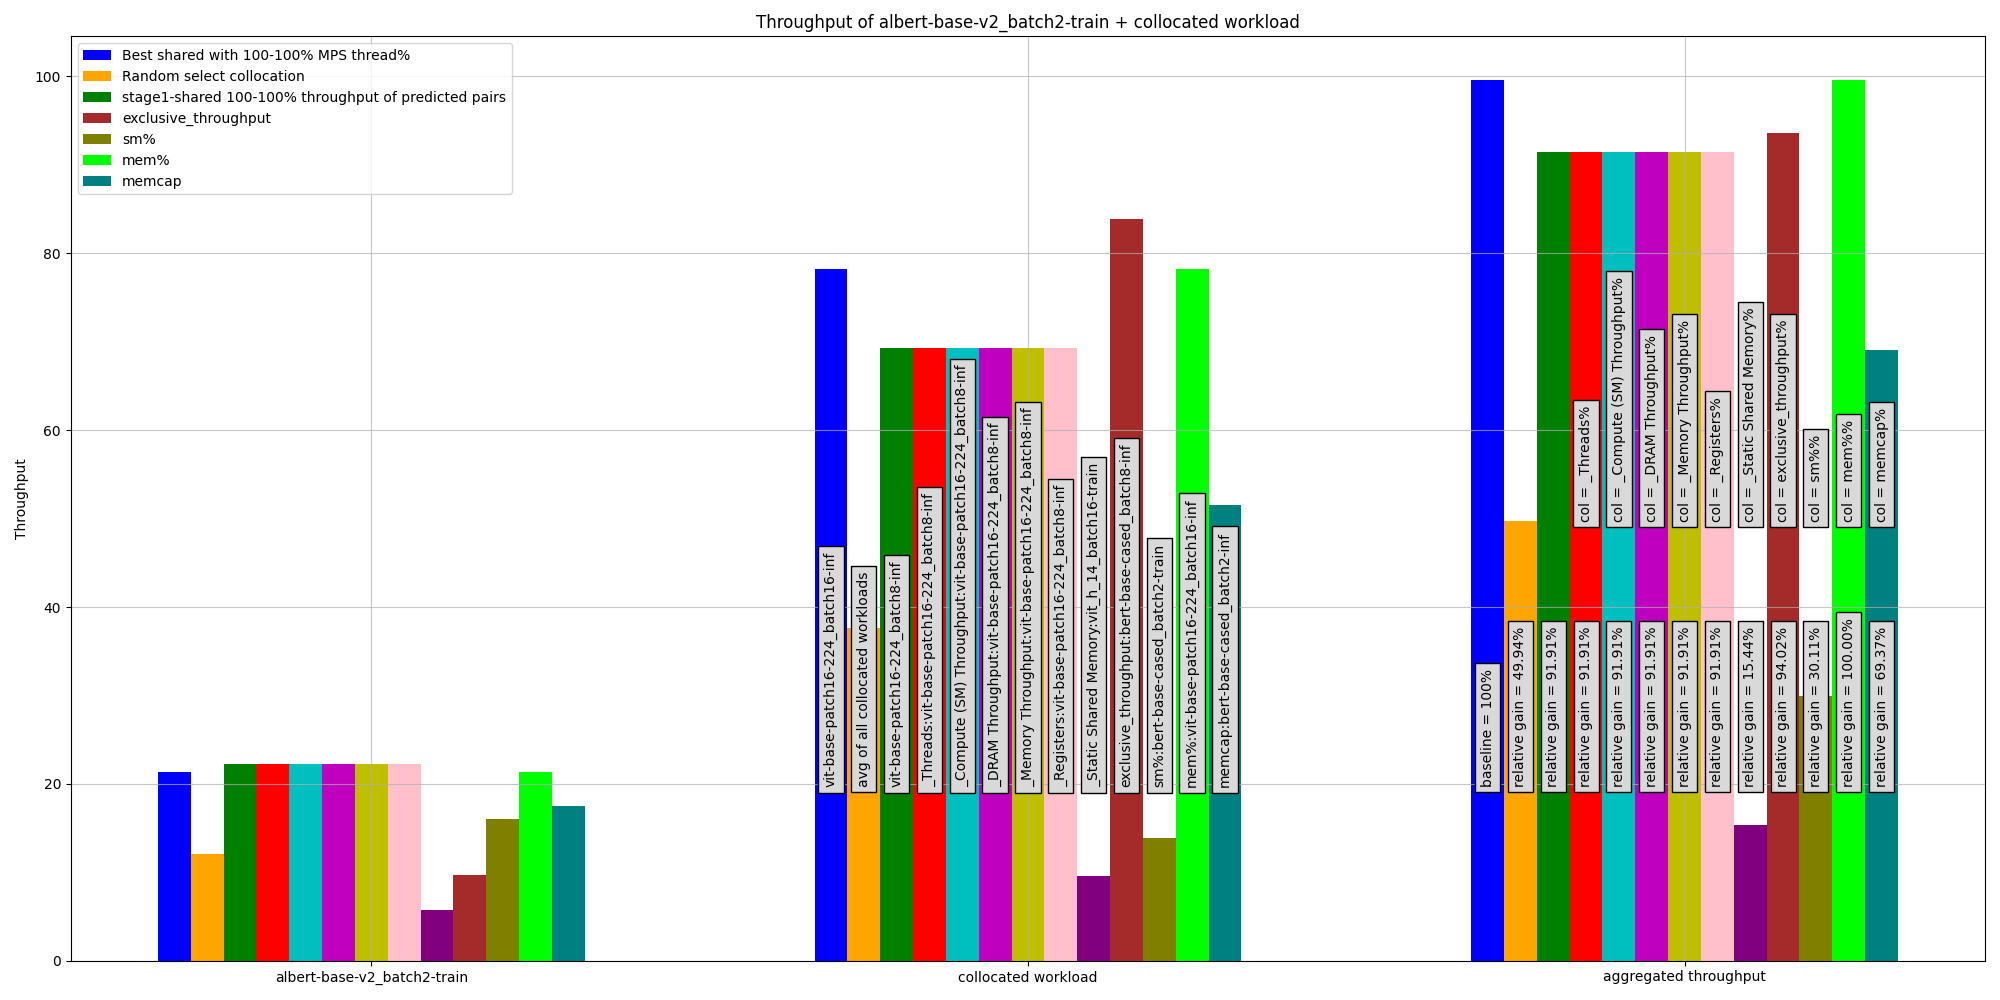 Throughput of albert-base-v2_batch2-train + collocated workload
Best shared with 100-100% MPS thread%
Random select collocation
stage1-shared 100-100% throughput of predicted pairs
exclusive_throughput
sm%
mem%
memcap
Throughput
100
80
60
40
20
0
vit-base-patch16-224_batch16-inf
avg of all collocated workloads
vit-base-patch16-224_batch8-inf
_Threads:vit-base-patch16-224_batch8-inf
_Compute (SM) Throughput:vit-base-patch16-224_batch8-inf
_DRAM Throughput:vit-base-patch16-224_batch8-inf
_Memory Throughput:vit-base-patch16-224_batch8-inf
_Registers:vit-base-patch16-224_batch8-inf
_Static Shared Memory:vit_h_14_batch16-train
exclusive_throughput:bert-base-cased_batch8-inf
sm%:bert-base-cased_batch2-train
mem%:vit-base-patch16-224_batch16-inf
memcap:bert-base-cased_batch2-inf
col = _Threads%
col = _Compute (SM) Throughput%
col = _DRAM Throughput%
col = _Memory Throughput%
col = _Registers%
col = _Static Shared Memory%
col = exclusive_throughput%
col = sm%%
col = mem%%
col = memcap%
baseline = 100%
relative gain = 49.94%
relative gain = 91.91%
relative gain = 91.91%
relative gain = 91.91%
relative gain = 91.91%
relative gain = 91.91%
relative gain = 91.91%
relative gain = 15.44%
relative gain = 94.02%
relative gain = 30.11%
relative gain = 100.00%
relative gain = 69.37%
albert-base-v2_batch2-train
collocated workload
aggregated throughput